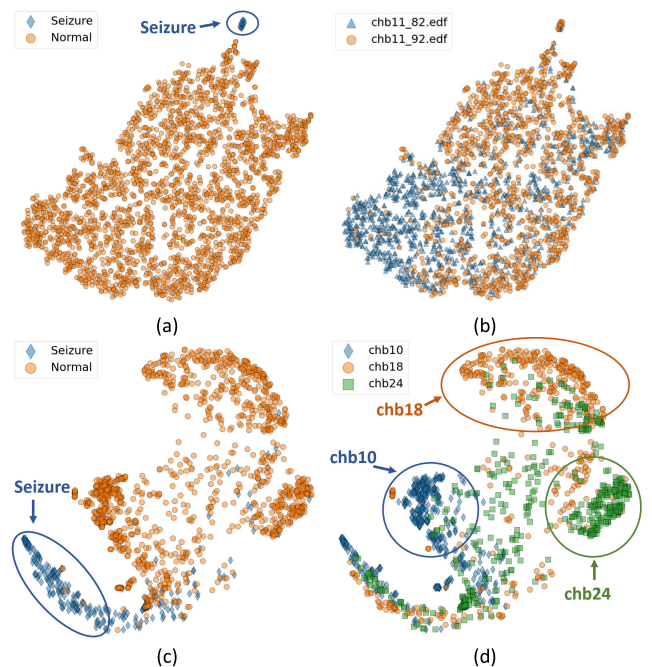 Seizure
Normal
Seizure
chb11_82.edf
chb11_92.edf
(a)
(b)
Seizure
Normal
Seizure
chb10
chb18
chb24
chb18
chb10
chb24
(c)
(d)